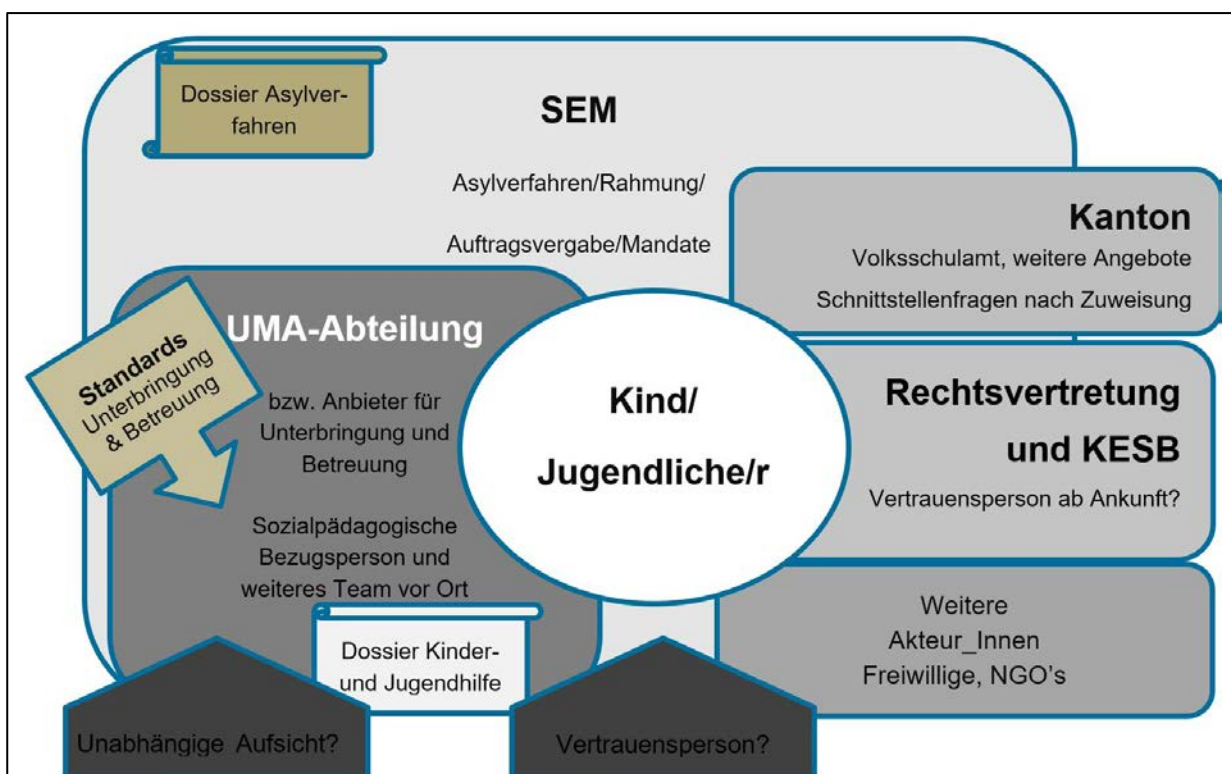 Dossier Asylver-
fahren
SEM
Asylverfahren/Rahmung/
Auftragsvergabe/Mandate
Kanton
Volksschulamt, weitere Angebote
Schnittstellenfragen nach Zuweisung
Standards
Unterbringung
& Betreuung
UMA-Abteilung
bzw. Anbieter für
Unterbringung und
Betreuung
Sozialpädagogische
Bezugsperson und
weiteres Team vor Ort
Kind/
Jugendliche/r
Rechtsvertretung
und KESB
Vertrauensperson ab Ankunft?
Weitere
Akteur_Innen
Freiwillige, NGO's
Dossier Kinder-
und Jugendhilfe
Unabhängige Aufsicht?
Vertrauensperson?